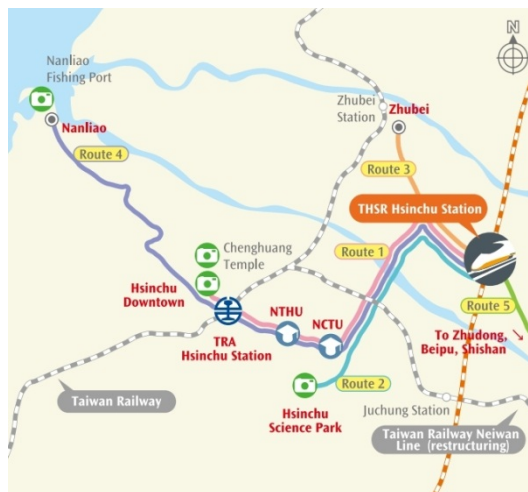 N
Nanliao
Fishing Port
Nanliao
Route 4
Zhubei
Station
Zhubei
Route 3
THSR Hsinchu Station
Route 1
Chenghuang
Temple
Hsinchu
Downtown
NTHU
NCTU
TRA
Hsinchu Station
Route 5
To Zhudong,
Beipu, Shishan
Route 2
Hsinchu
Science Park
Juchung Station
Taiwan Railway
Taiwan Railway Neiwan
Line (restructuring)